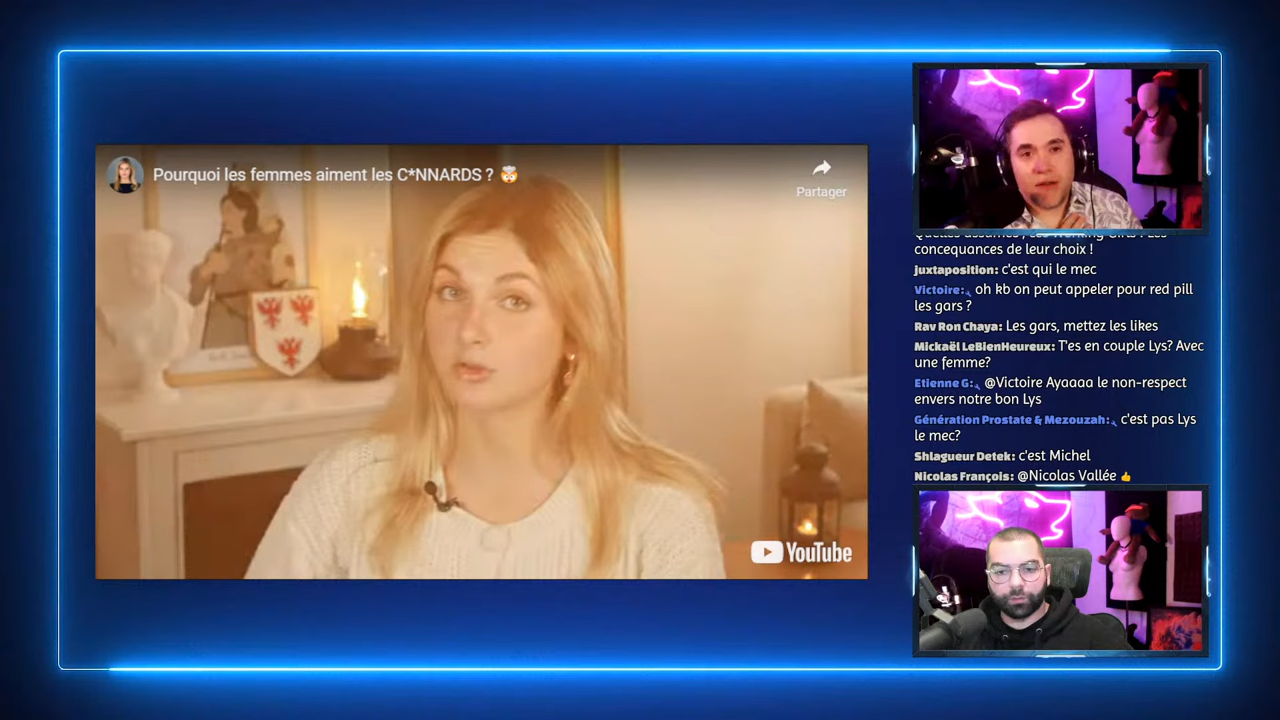 Pourquoi les femmes aiment les C*NNARDS ? 🤯
Partager
YouTube
concequances de leur choix !
juxtaposition: c'est qui le mec
Victoire: oh kb on peut appeler pour red pill
les gars ?
Rav Ron Chaya: Les gars, mettez les likes
Mickaël LeBienHeureux: T'es en couple Lys? Avec
une femme?
Etienne G: @Victoire Ayaaaa le non-respect
envers notre bon Lys
Génération Prostate & Mezouzah: c'est pas Lys
le mec?
Shlagueur Detek: c'est Michel
Nicolas François: @Nicolas Vallée 👍